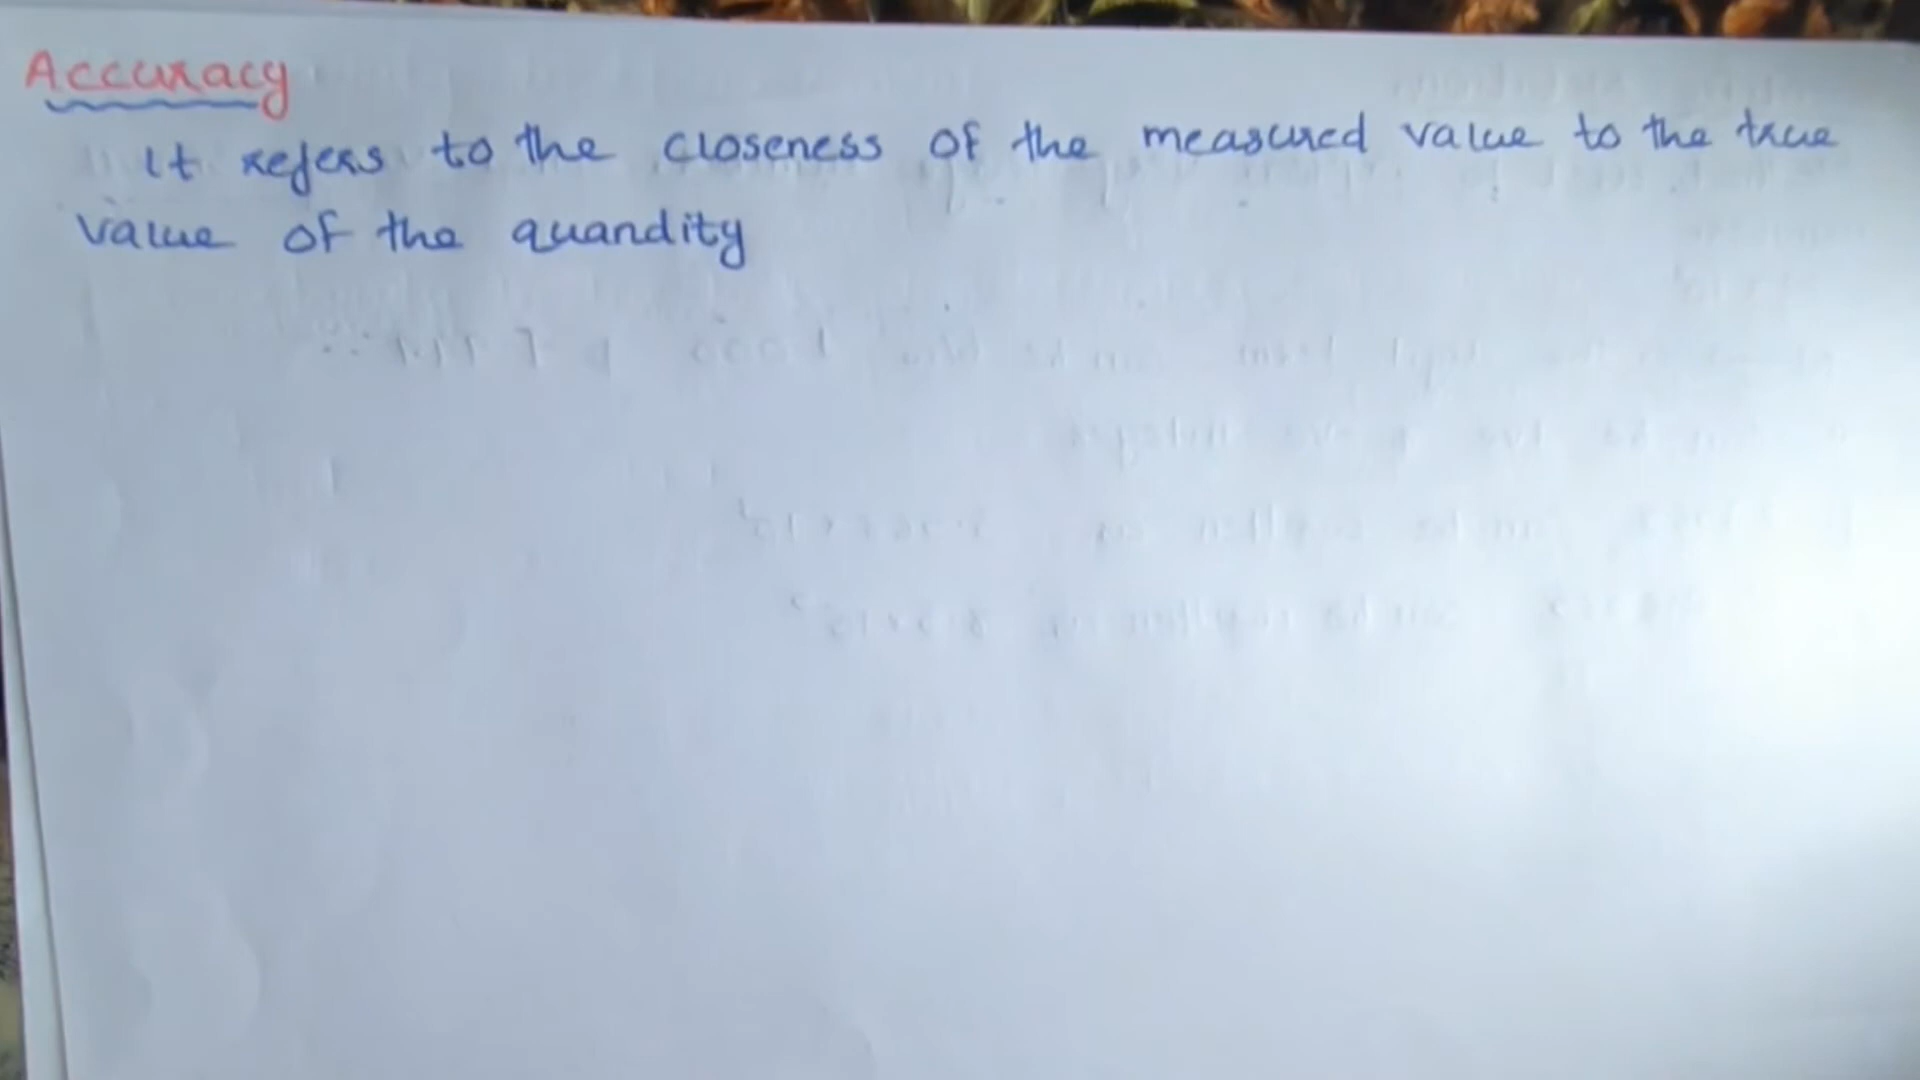 Accuracy
It refers to the closeness of the measured value to the true
value of the quandity